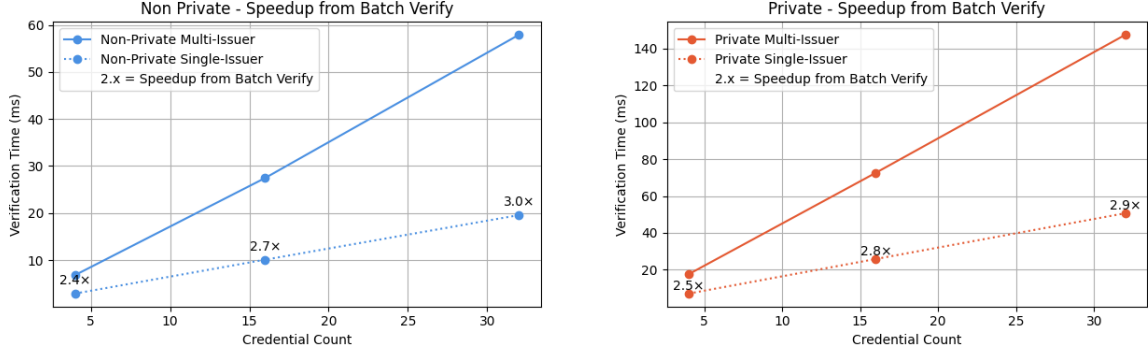 Non Private - Speedup from Batch Verify
Non-Private Multi-Issuer
Non-Private Single-Issuer
2.x = Speedup from Batch Verify
Verification Time (ms)
60
50
40
30
20
10
2.4×
2.7×
3.0×
5
10
15
20
25
30
Credential Count
Private - Speedup from Batch Verify
Private Multi-Issuer
Private Single-Issuer
2.x = Speedup from Batch Verify
Verification Time (ms)
140
120
100
80
60
40
20
2.5×
2.8×
2.9×
5
10
15
20
25
30
Credential Count